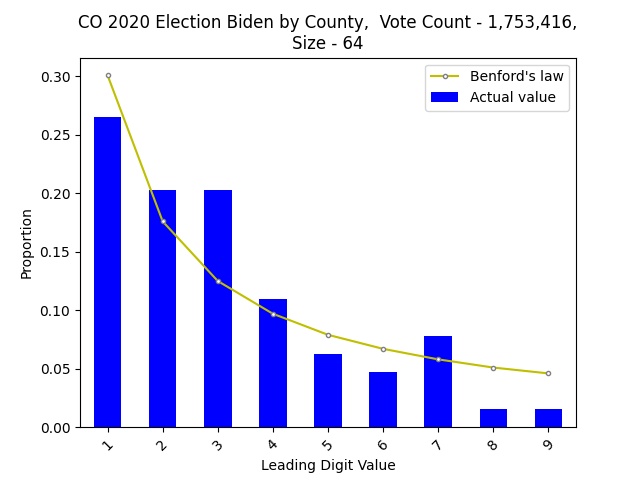 CO 2020 Election Biden by County,  Vote Count - 1,753,416,
Size - 64
Benford's law
Actual value
Proportion
0.30
0.25
0.20
0.15
0.10
0.05
0.00
1
2
3
4
5
6
7
8
9
Leading Digit Value